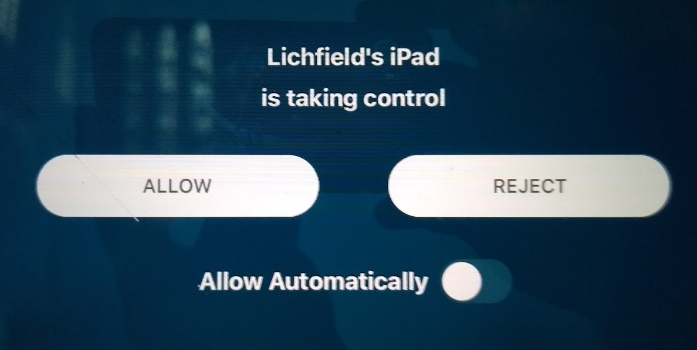 Lichfield's iPad
is taking control
ALLOW
REJECT
Allow Automatically